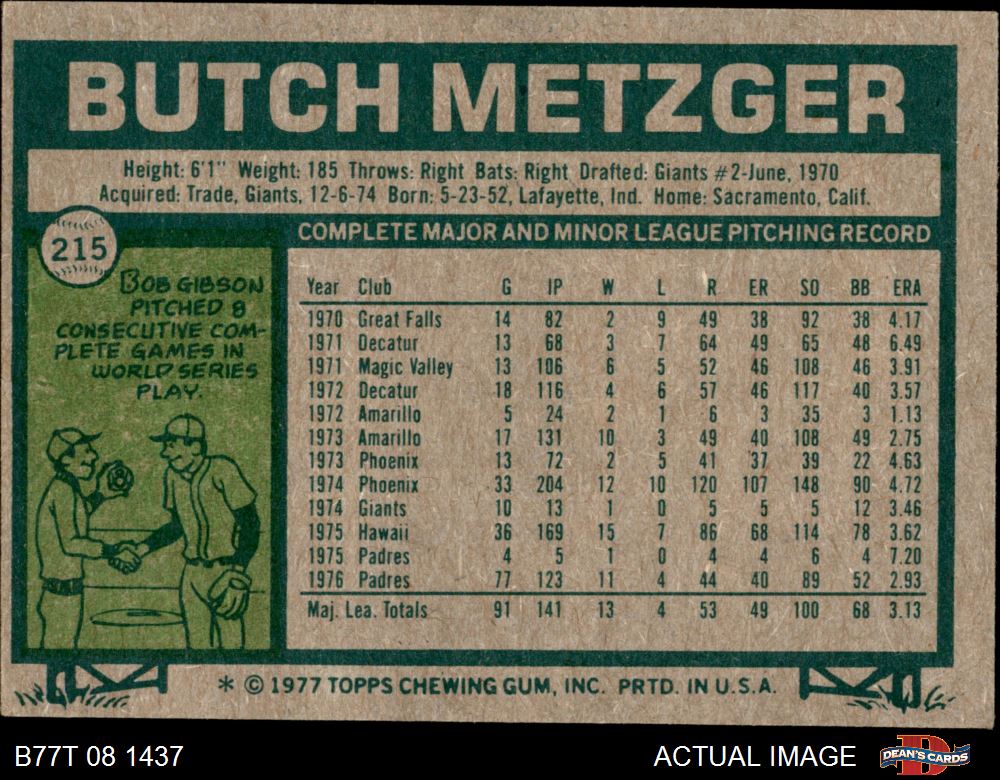 BUTCH METZGER
Height: 6'1" Weight: 185 Throws: Right Bats: Right Drafted: Giants #2-June, 1970
Acquired: Trade, Giants, 12-6-74 Born: 5-23-52, Lafayette, Ind. Home: Sacramento, Calif.
215
BOB GIBSON
PITCHED 8
CONSECUTIVE COM-
PLETE GAMES IN
WORLD SERIES
PLAY.
COMPLETE MAJOR AND MINOR LEAGUE PITCHING RECORD
Year Club G IP W L R ER SO BB ERA
1970 Great Falls 14 82 2 9 49 38 92 38 4.17
1971 Decatur 13 68 3 7 64 49 65 48 6.49
1971 Magic Valley 13 106 6 5 52 46 108 46 3.91
1972 Decatur 18 116 4 6 57 46 117 40 3.57
1972 Amarillo 5 24 2 1 6 3 35 3 1.13
1973 Amarillo 17 131 10 3 49 40 108 49 2.75
1973 Phoenix 13 72 2 5 41 37 39 22 4.63
1974 Phoenix 33 204 12 10 120 107 148 90 4.72
1974 Giants 10 13 1 0 5 5 5 12 3.46
1975 Hawaii 36 169 15 7 86 68 114 78 3.62
1975 Padres 4 5 1 0 4 4 6 4 7.20
1976 Padres 77 123 11 4 44 40 89 52 2.93
Maj. Lea. Totals 91 141 13 4 53 49 100 68 3.13
* © 1977 TOPPS CHEWING GUM, INC. PRTD. IN U.S.A.
B77T 08 1437
ACTUAL IMAGE
DEAN'S CARDS